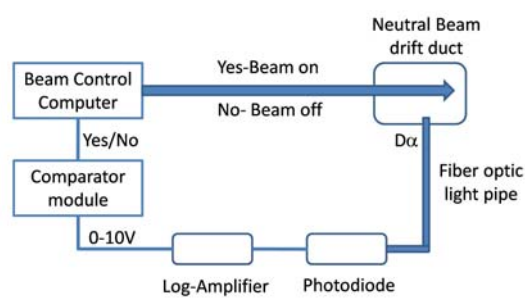 Neutral Beam
drift duct
Beam Control
Computer
Yes-Beam on
No- Beam off
Yes/No
Dα
Comparator
module
Fiber optic
light pipe
0-10V
Log-Amplifier
Photodiode